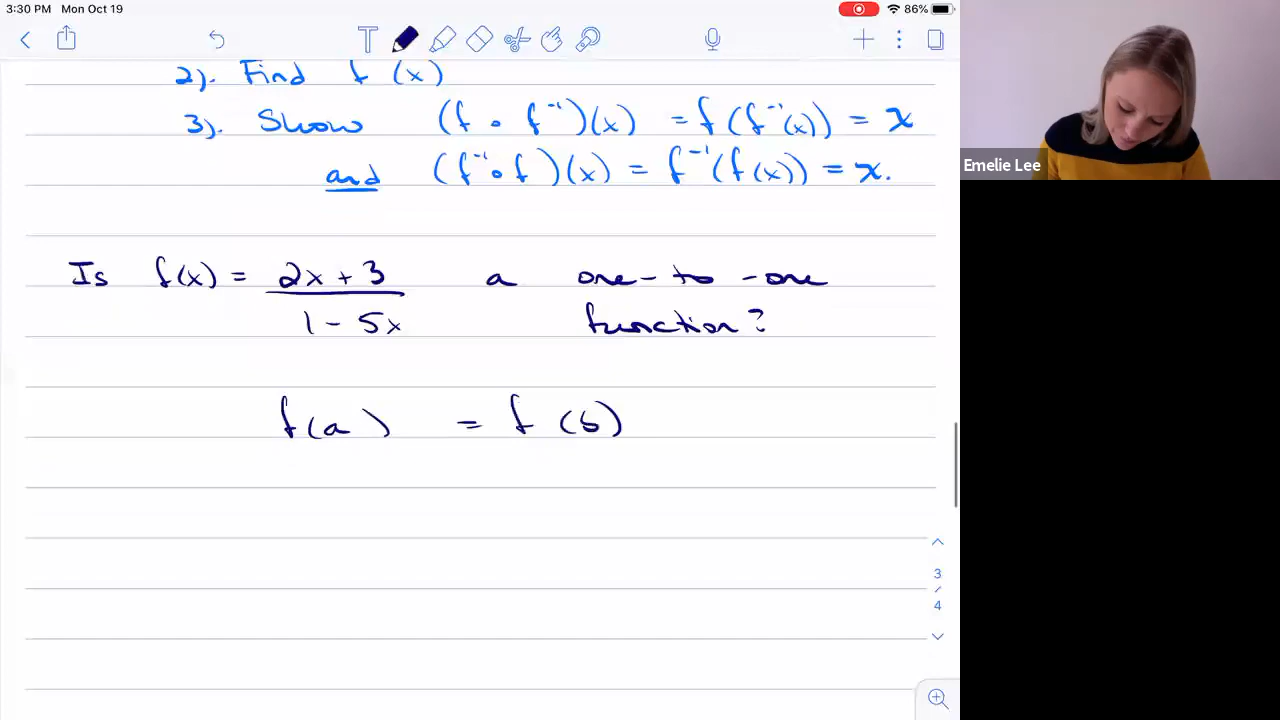 3:30 PM Mon Oct 19
86%
T
2). Find f (x)
3). Show (f ∘ f⁻¹)(x) = f(f⁻¹(x)) = x
and (f⁻¹∘ f)(x) = f⁻¹(f(x)) = x.
Emelie Lee
Is f(x) = 2x + 3 a one-to-one
1 - 5x function?
f(a) = f(b)
3
4